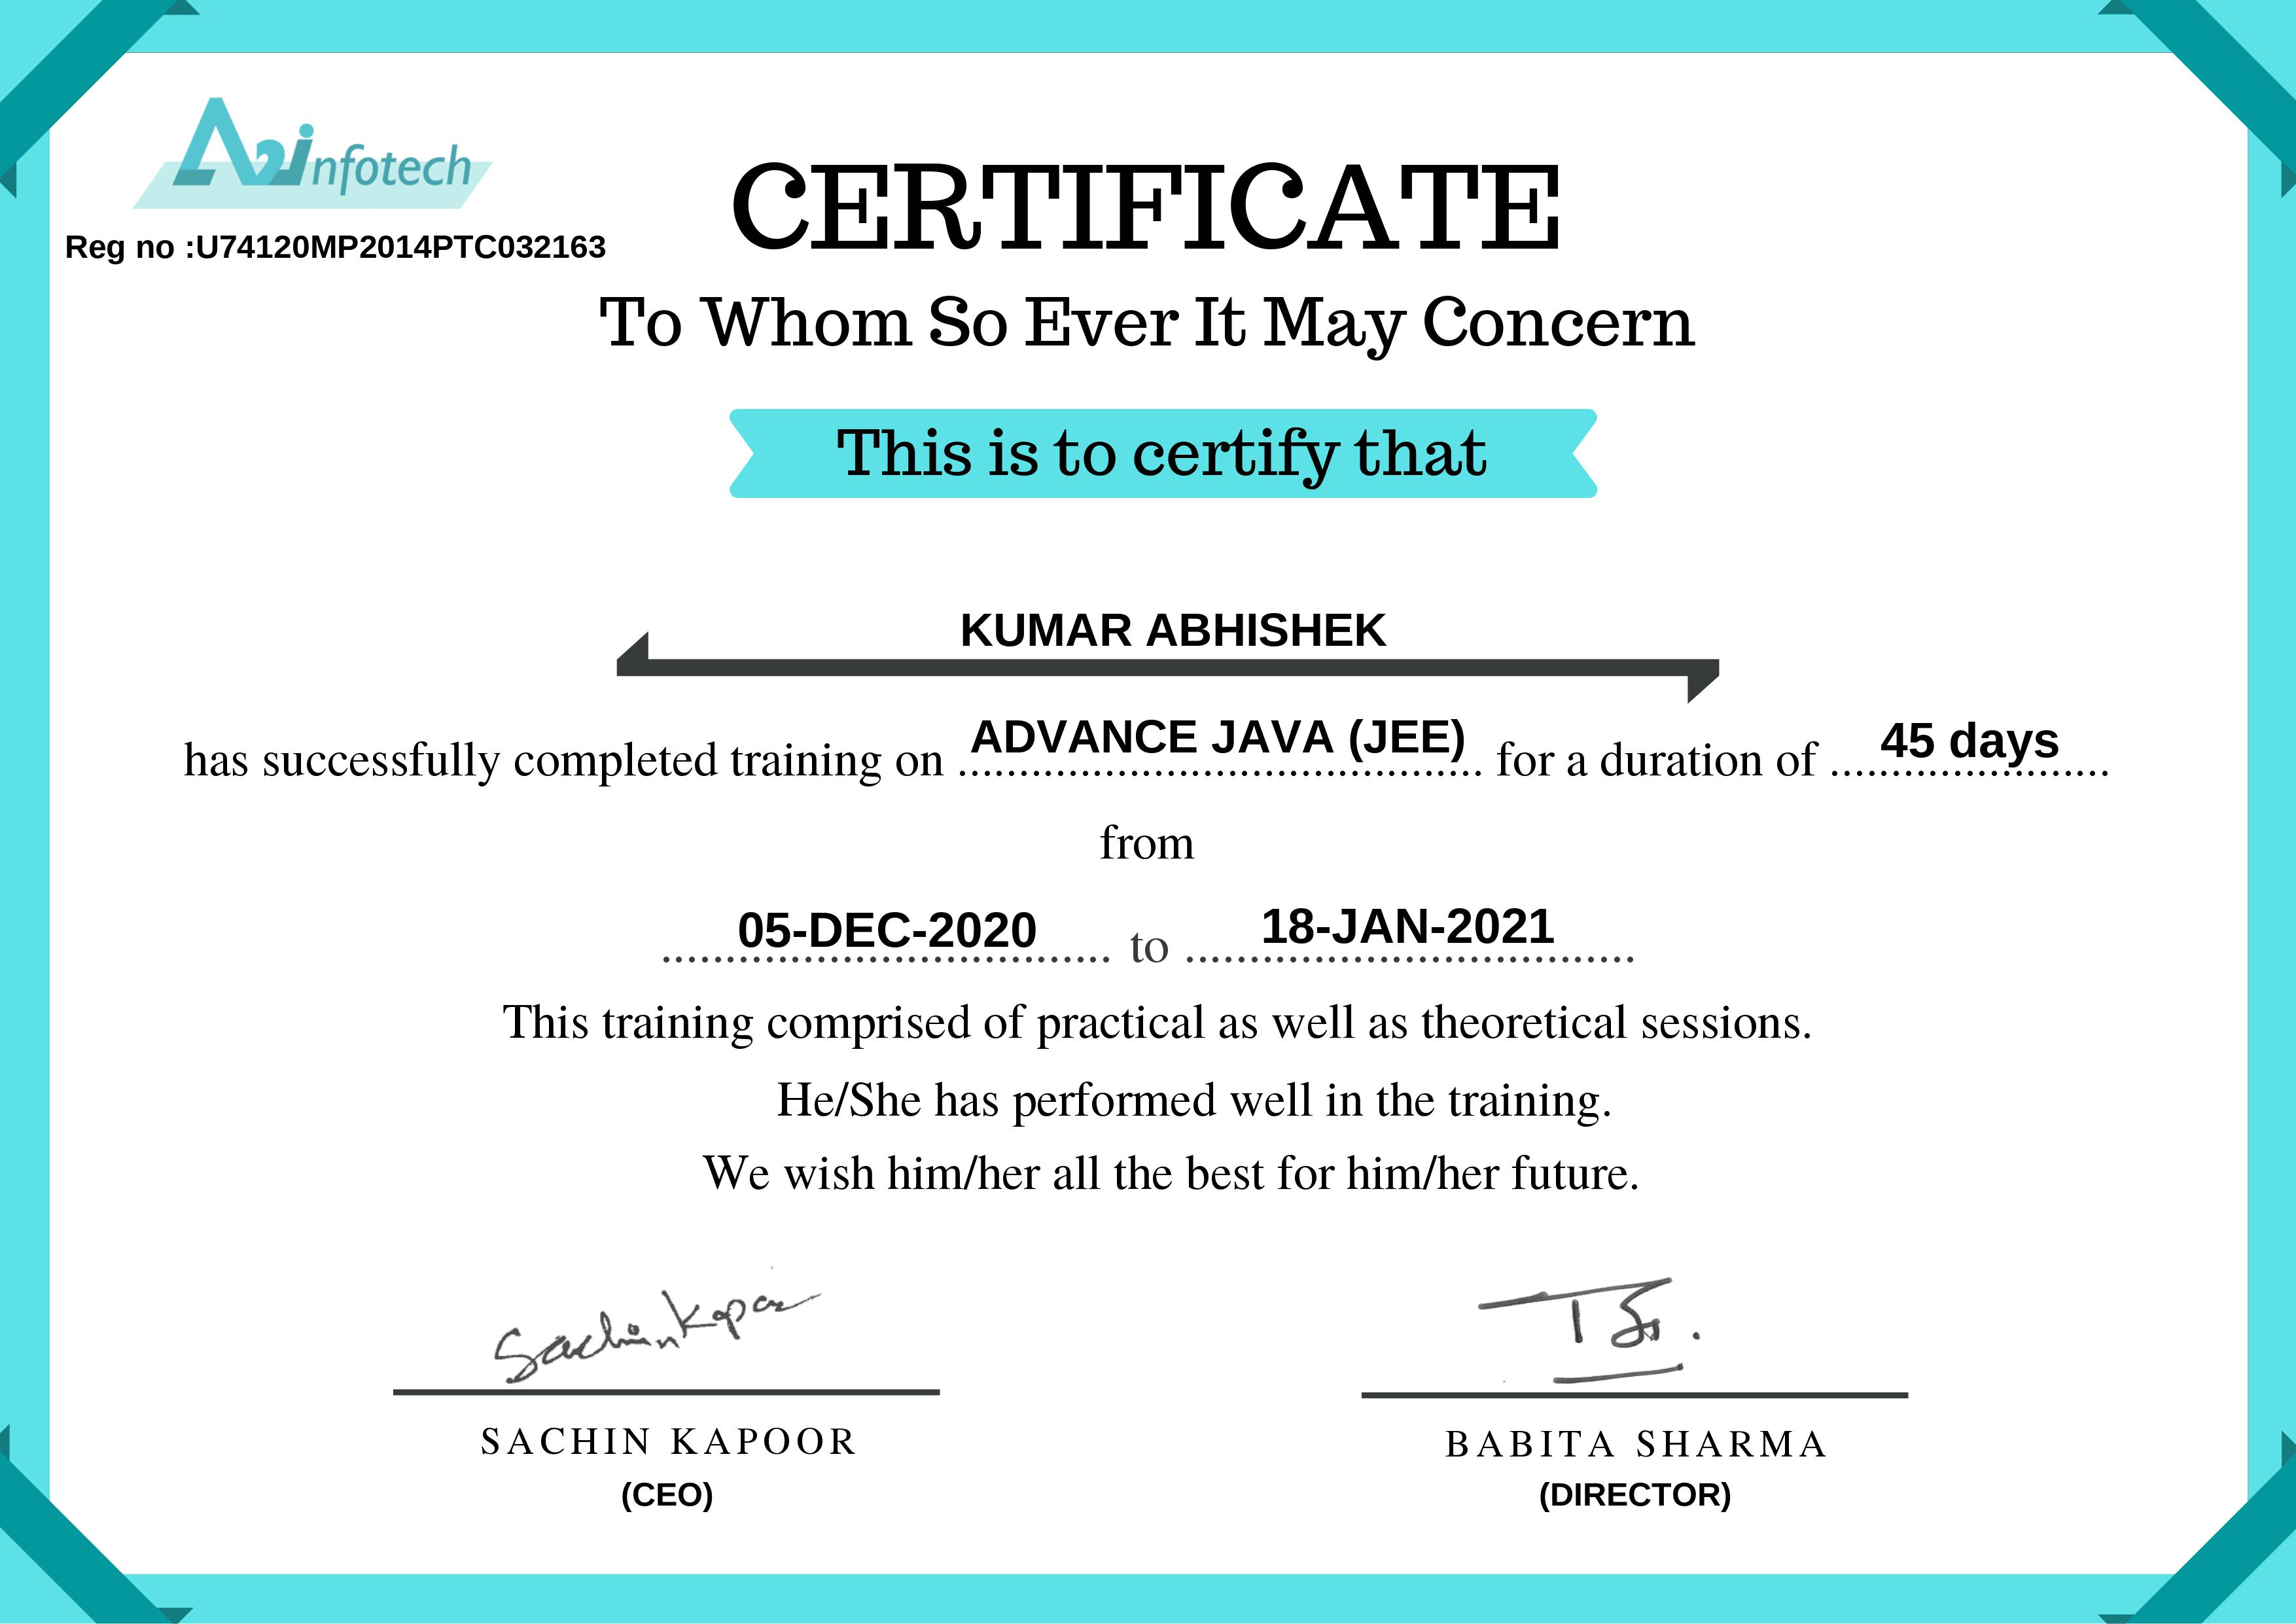 A2infotech
Reg no :U74120MP2014PTC032163
CERTIFICATE
To Whom So Ever It May Concern
This is to certify that
KUMAR ABHISHEK
has successfully completed training on ADVANCE JAVA (JEE) for a duration of 45 days
from
05-DEC-2020 to 18-JAN-2021
This training comprised of practical as well as theoretical sessions.
He/She has performed well in the training.
We wish him/her all the best for him/her future.
Sachin Kapoor
SACHIN KAPOOR
BABITA SHARMA
(CEO)
(DIRECTOR)